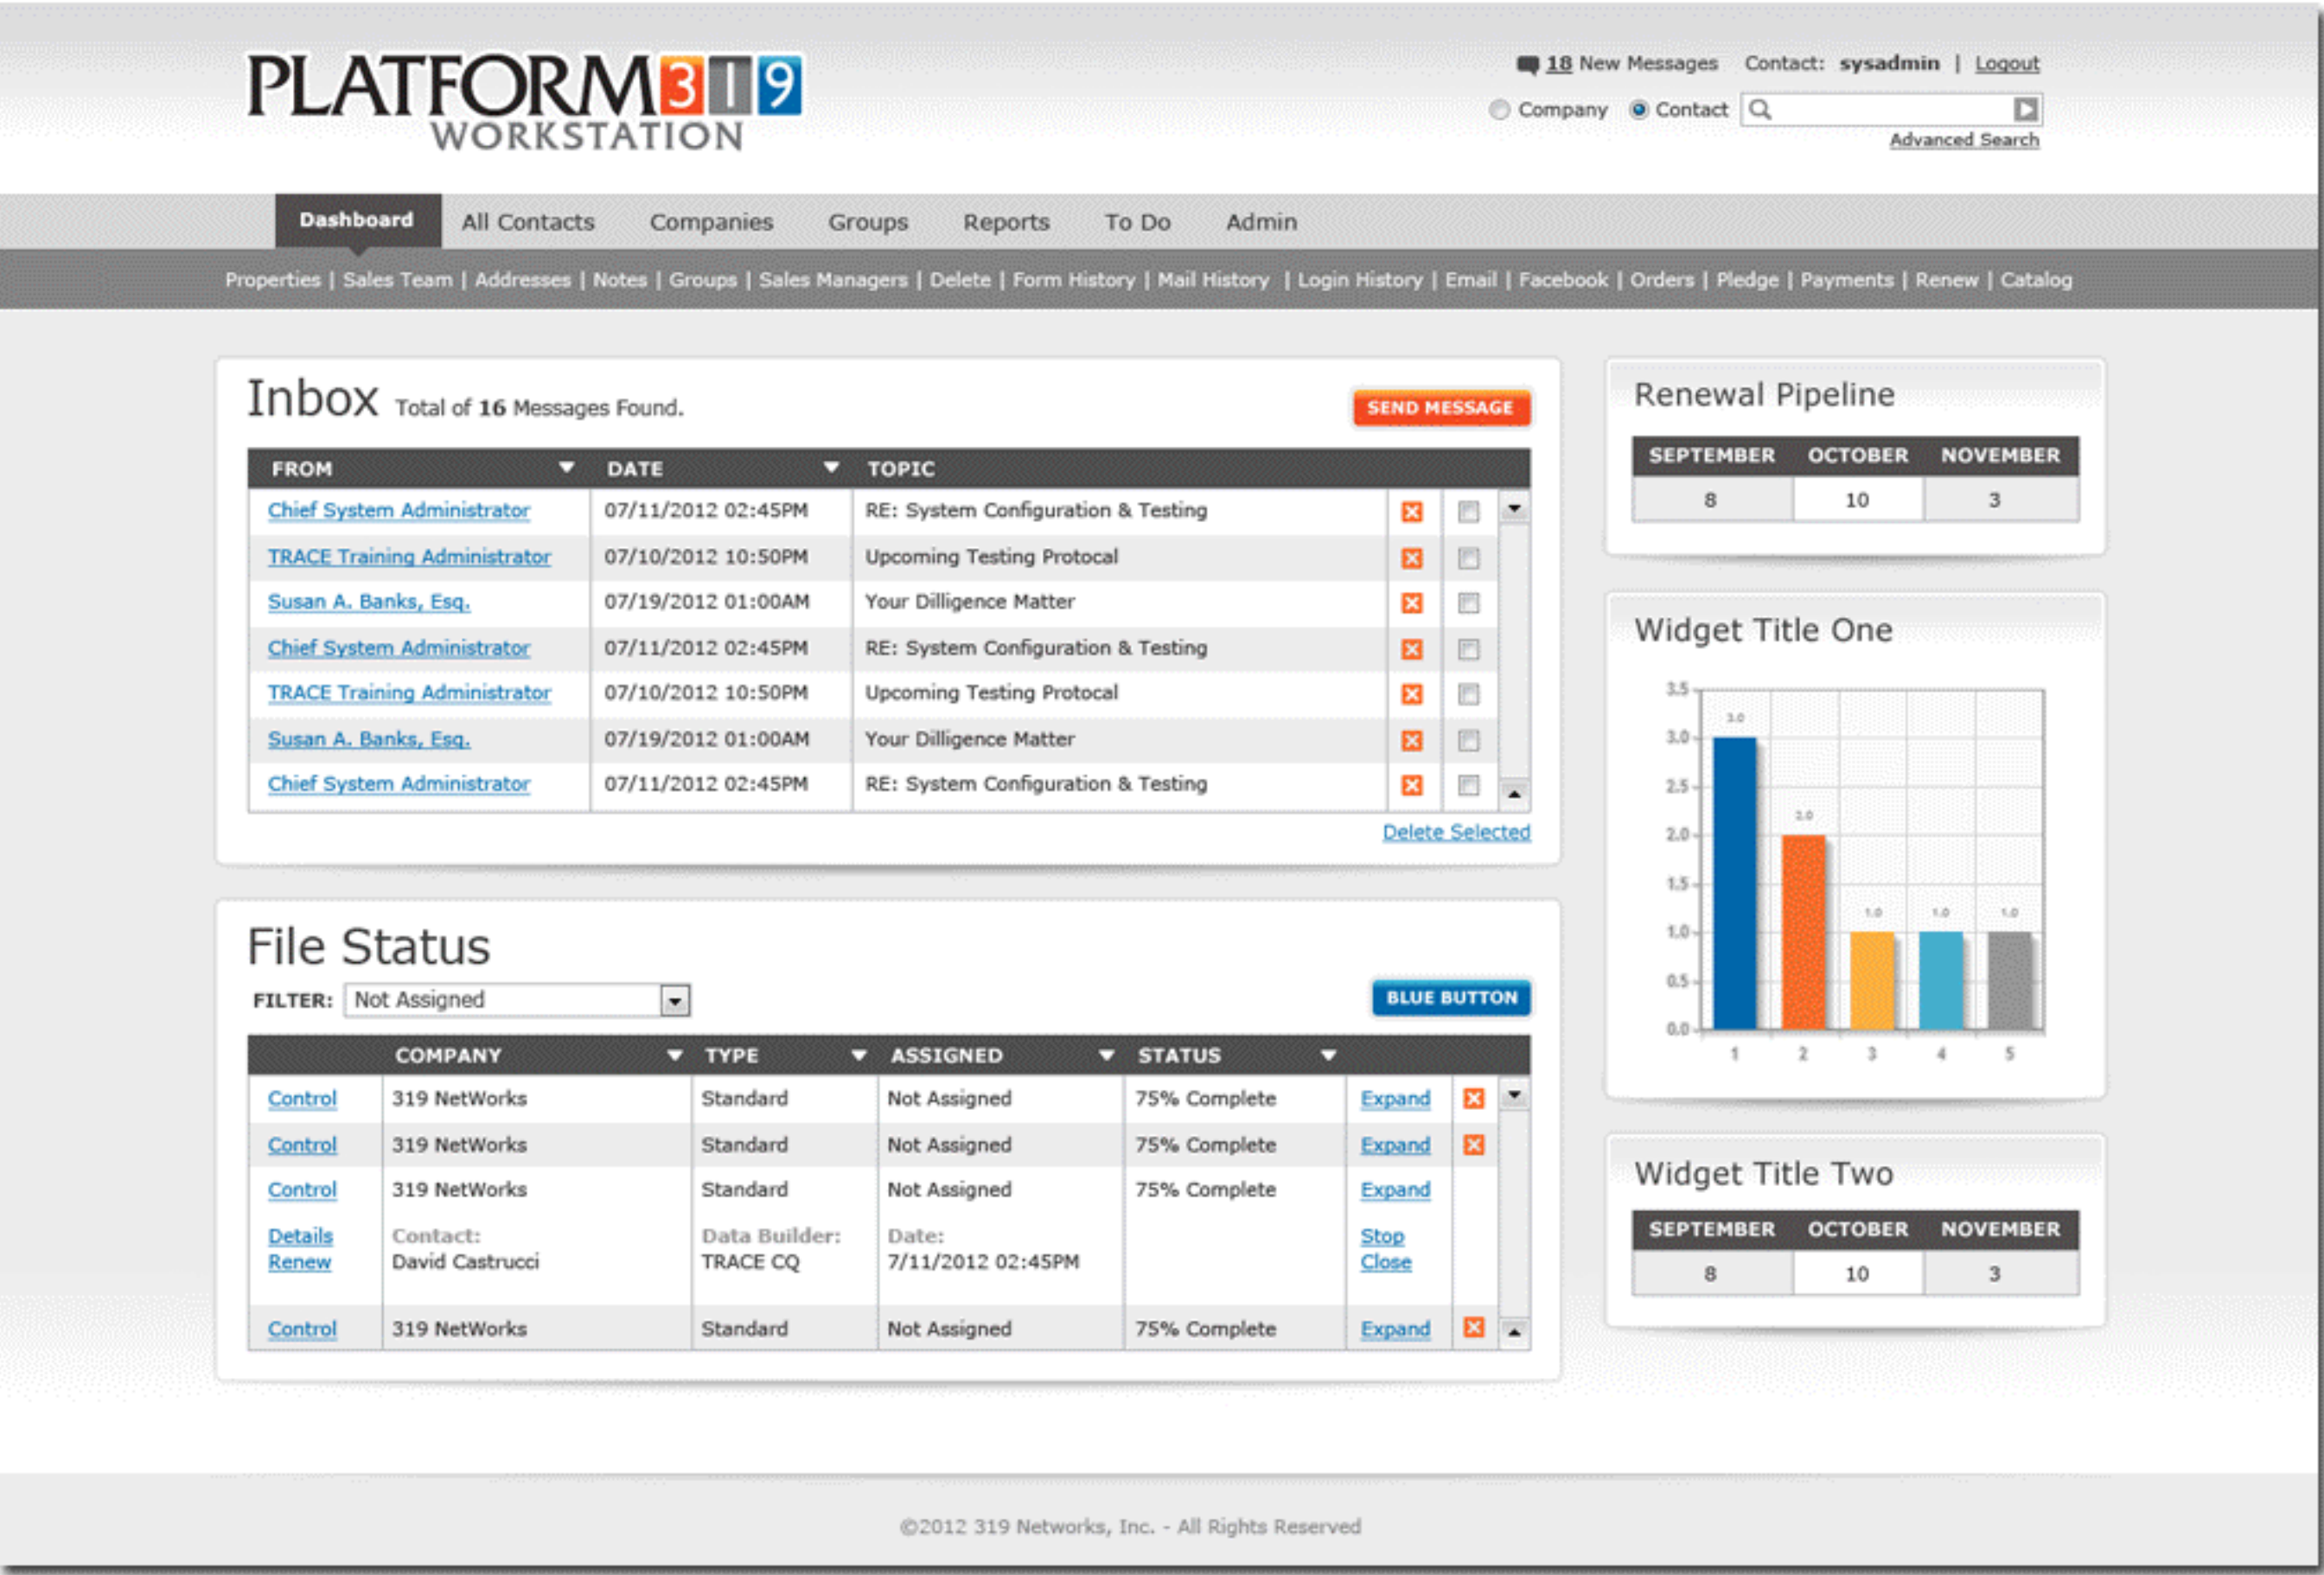 PLATFORM319
WORKSTATION
18 New Messages Contact: sysadmin | Logout
Company Contact
Advanced Search
Dashboard All Contacts Companies Groups Reports To Do Admin
Properties | Sales Team | Addresses | Notes | Groups | Sales Managers | Delete | Form History | Mail History | Login History | Email | Facebook | Orders | Pledge | Payments | Renew | Catalog
Inbox Total of 16 Messages Found.
SEND MESSAGE
FROM DATE TOPIC
Chief System Administrator 07/11/2012 02:45PM RE: System Configuration & Testing
TRACE Training Administrator 07/10/2012 10:50PM Upcoming Testing Protocal
Susan A. Banks, Esq. 07/19/2012 01:00AM Your Dilligence Matter
Chief System Administrator 07/11/2012 02:45PM RE: System Configuration & Testing
TRACE Training Administrator 07/10/2012 10:50PM Upcoming Testing Protocal
Susan A. Banks, Esq. 07/19/2012 01:00AM Your Dilligence Matter
Chief System Administrator 07/11/2012 02:45PM RE: System Configuration & Testing
Delete Selected
File Status
FILTER: Not Assigned
BLUE BUTTON
COMPANY TYPE ASSIGNED STATUS
Control 319 NetWorks Standard Not Assigned 75% Complete Expand
Control 319 NetWorks Standard Not Assigned 75% Complete Expand
Control 319 NetWorks Standard Not Assigned 75% Complete Expand
Details Contact: Data Builder: Date: Stop
Renew David Castrucci TRACE CQ 7/11/2012 02:45PM Close
Control 319 NetWorks Standard Not Assigned 75% Complete Expand
Renewal Pipeline
SEPTEMBER OCTOBER NOVEMBER
8 10 3
Widget Title One
3.5
3.0
3.0
2.5
2.0
2.0
1.5
1.0 1.0 1.0
1.0
0.5
0.0
1 2 3 4 5
Widget Title Two
SEPTEMBER OCTOBER NOVEMBER
8 10 3
©2012 319 Networks, Inc. - All Rights Reserved